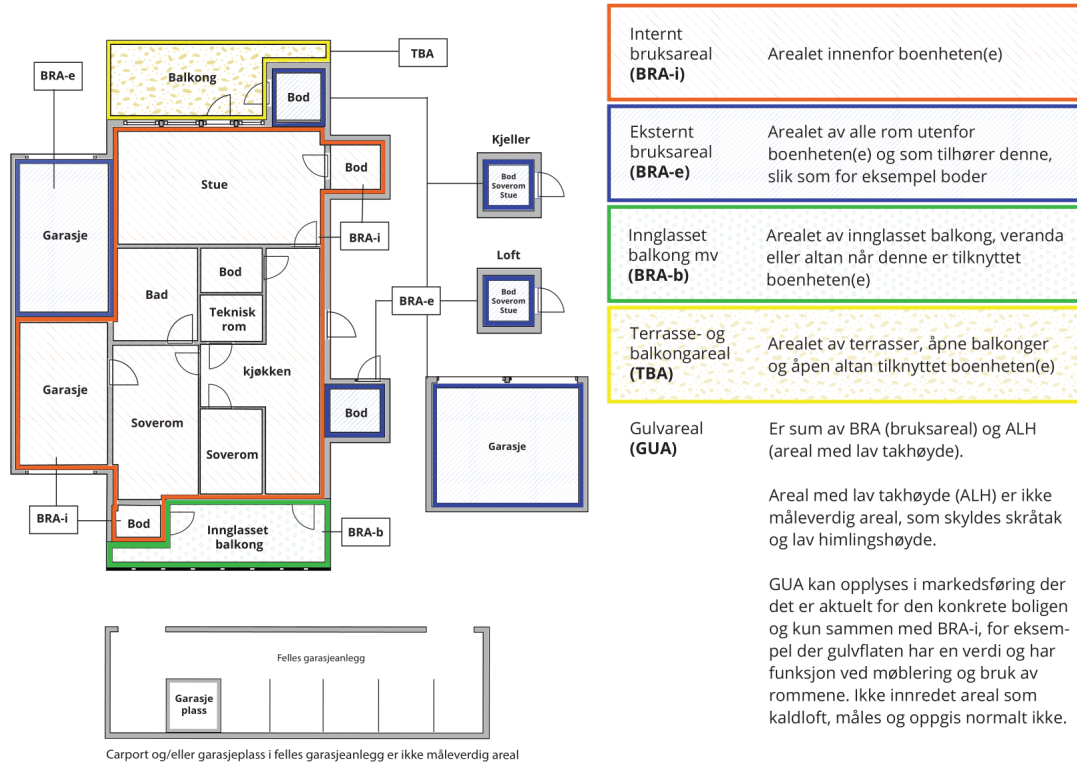 TBA
BRA-e
Balkong
Bod
Kjeller
Bod
Soverom
Stue
Stue
Bod
BRA-i
Garasje
Loft
Bod
Soverom
Stue
Bod
Bad
Teknisk
rom
BRA-e
kjøkken
Garasje
Soverom
Bod
Soverom
Garasje
BRA-i
Bod
Innglasset
balkong
BRA-b
Felles garasjeanlegg
Garasje
plass
Carport og/eller garasjeplass i felles garasjeanlegg er ikke måleverdig areal
Internt
bruksareal
(BRA-i)
Arealet innenfor boenheten(e)
Eksternt
bruksareal
(BRA-e)
Arealet av alle rom utenfor
boenheten(e) og som tilhører denne,
slik som for eksempel boder
Innglasset
balkong mv
(BRA-b)
Arealet av innglasset balkong, veranda
eller altan når denne er tilknyttet
boenheten(e)
Terrasse- og
balkongareal
(TBA)
Arealet av terrasser, åpne balkonger
og åpen altan tilknyttet boenheten(e)
Gulvareal
(GUA)
Er sum av BRA (bruksareal) og ALH
(areal med lav takhøyde).
Areal med lav takhøyde (ALH) er ikke
måleverdig areal, som skyldes skråtak
og lav himlingshøyde.
GUA kan opplyses i markedsføring der
det er aktuelt for den konkrete boligen
og kun sammen med BRA-i, for eksem-
pel der gulvflaten har en verdi og har
funksjon ved møblering og bruk av
rommene. Ikke innredet areal som
kaldloft, måles og oppgis normalt ikke.